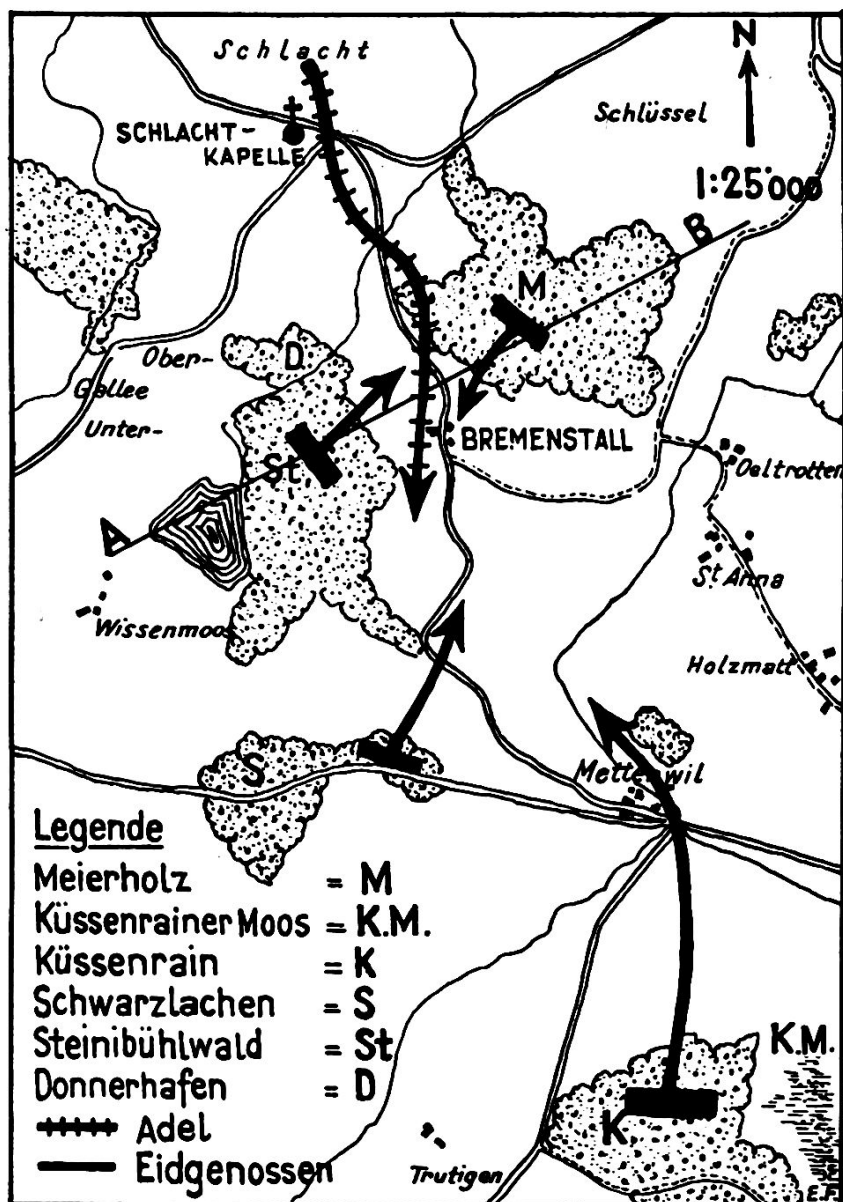 Schlacht
N
SCHLACHT-
KAPELLE
Schlüssel
1:25'000
B
M
Ober-
D.
Gallee
Unter-
BREMENSTALL
St
Oeltrotten
A
St. Anna
Wissenmoos
Holzmatt
S
Mettenwil
Legende
Meierholz = M
Küssenrainer Moos = K.M.
Küssenrain = K
Schwarzlachen = S
Steinibühlwald = St
Donnerhafen = D
Adel
Eidgenossen
K.M.
K.
Trutigen